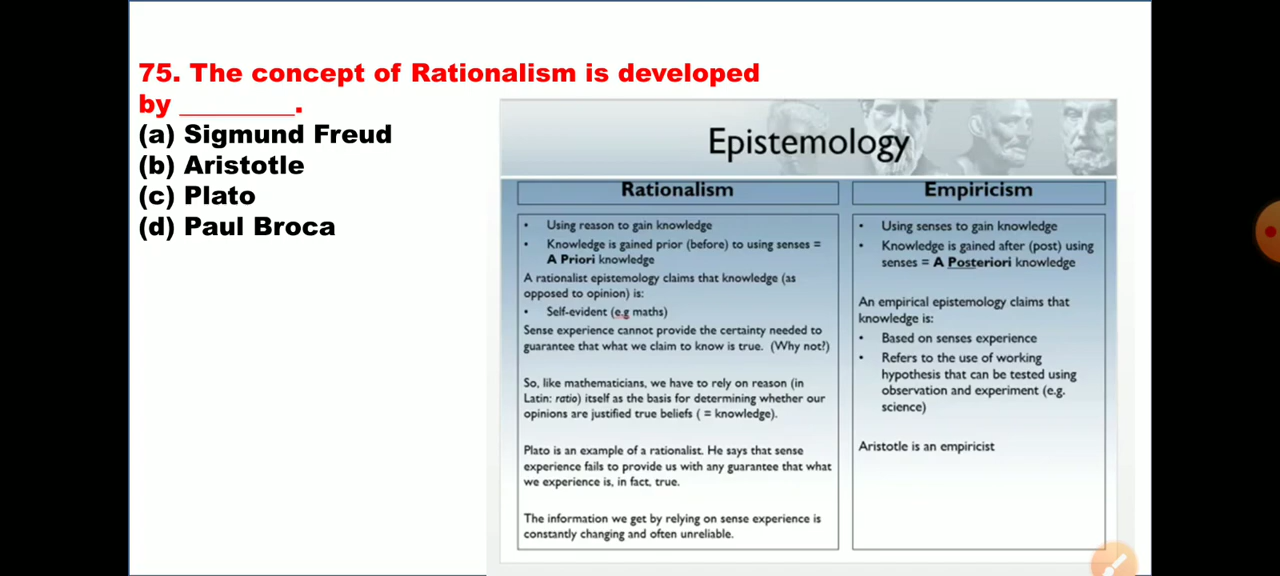 75. The concept of Rationalism is developed
by ________.
(a) Sigmund Freud
(b) Aristotle
(c) Plato
(d) Paul Broca
Epistemology
Rationalism
• Using reason to gain knowledge
• Knowledge is gained prior (before) to using senses =
A Priori knowledge
A rationalist epistemology claims that knowledge (as
opposed to opinion) is:
• Self-evident (e.g maths)
Sense experience cannot provide the certainty needed to
guarantee that what we claim to know is true. (Why not?)
So, like mathematicians, we have to rely on reason (in
Latin: ratio) itself as the basis for determining whether our
opinions are justified true beliefs ( = knowledge).
Plato is an example of a rationalist. He says that sense
experience fails to provide us with any guarantee that what
we experience is, in fact, true.
The information we get by relying on sense experience is
constantly changing and often unreliable.
Empiricism
• Using senses to gain knowledge
• Knowledge is gained after (post) using
senses = A Posteriori knowledge
An empirical epistemology claims that
knowledge is:
• Based on senses experience
• Refers to the use of working
hypothesis that can be tested using
observation and experiment (e.g.
science)
Aristotle is an empiricist